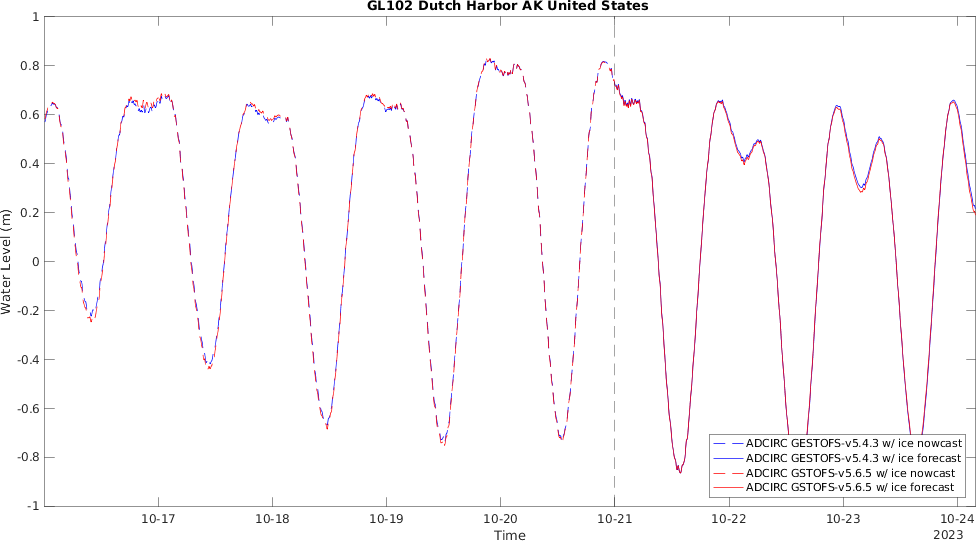 GL102 Dutch Harbor AK United States
1
0.8
0.6
0.4
0.2
0
-0.2
-0.4
-0.6
-0.8
-1
Water Level (m)
ADCIRC GESTOFS-v5.4.3 w/ ice nowcast
ADCIRC GESTOFS-v5.4.3 w/ ice forecast
ADCIRC GSTOFS-v5.6.5 w/ ice nowcast
ADCIRC GSTOFS-v5.6.5 w/ ice forecast
10-17 10-18 10-19 10-20 10-21 10-22 10-23 10-24
Time
2023